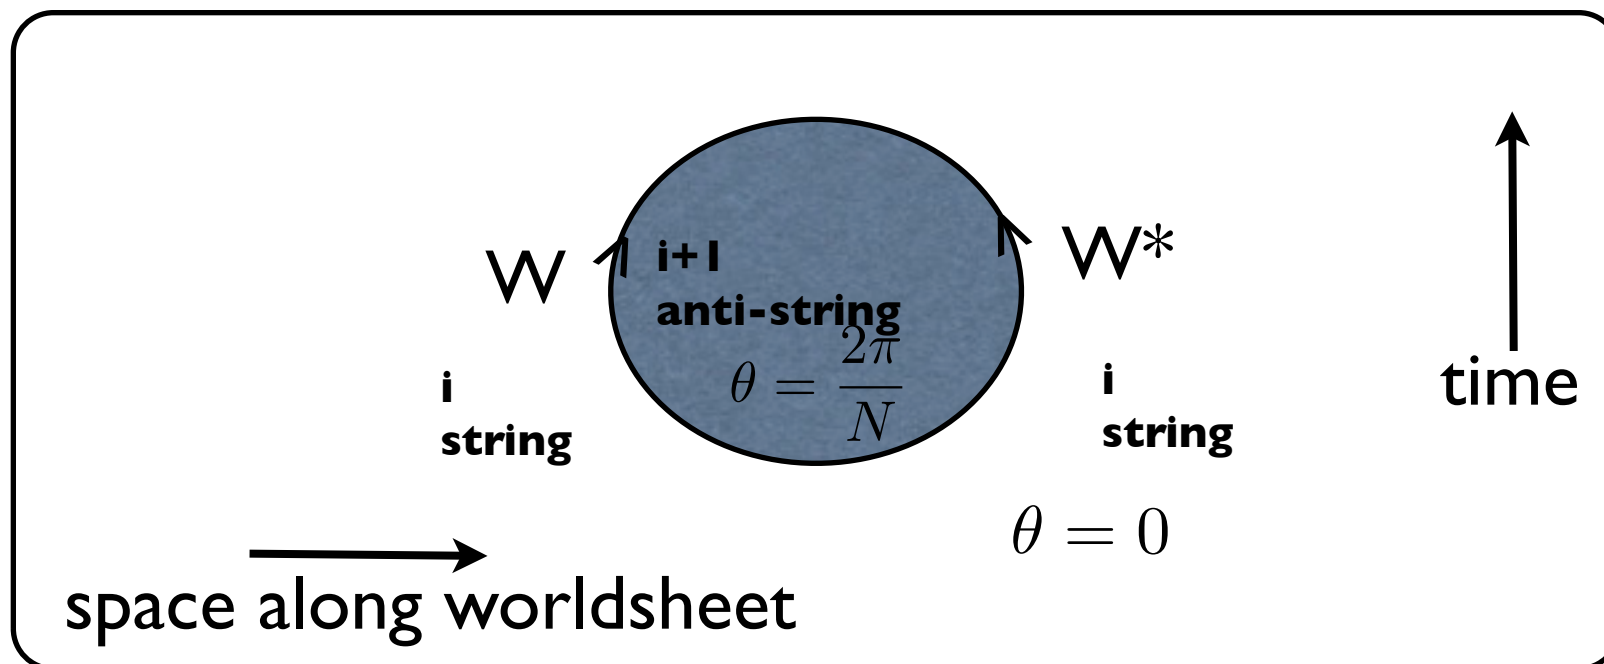 W
i+1
anti-string
θ = 2π/N
W*
i
string
i
string
time
θ = 0
space along worldsheet